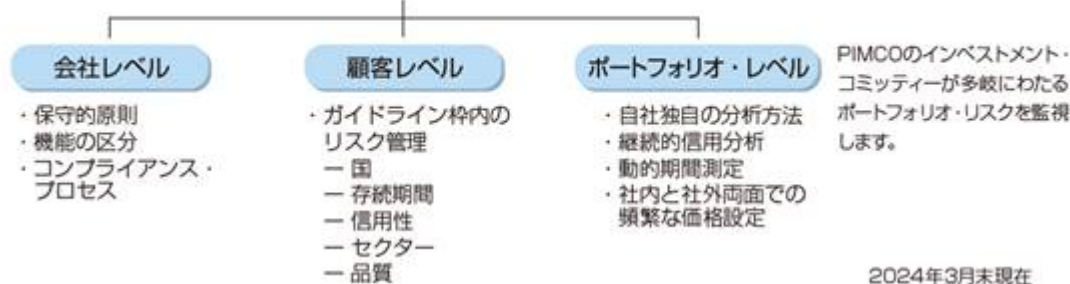 会社レベル
・保守的原則
・機能の区分
・コンプライアンス・
プロセス
顧客レベル
・ガイドライン枠内の
リスク管理
ー 国
ー 存続期間
ー 信用性
ー セクター
ー 品質
ポートフォリオ・レベル
・自社独自の分析方法
・継続的信用分析
・動的期間測定
・社内と社外両面での
頻繁な価格設定
PIMCOのインベストメント・
コミッティーが多岐にわたる
ポートフォリオ・リスクを監視
します。
2024年3月末現在